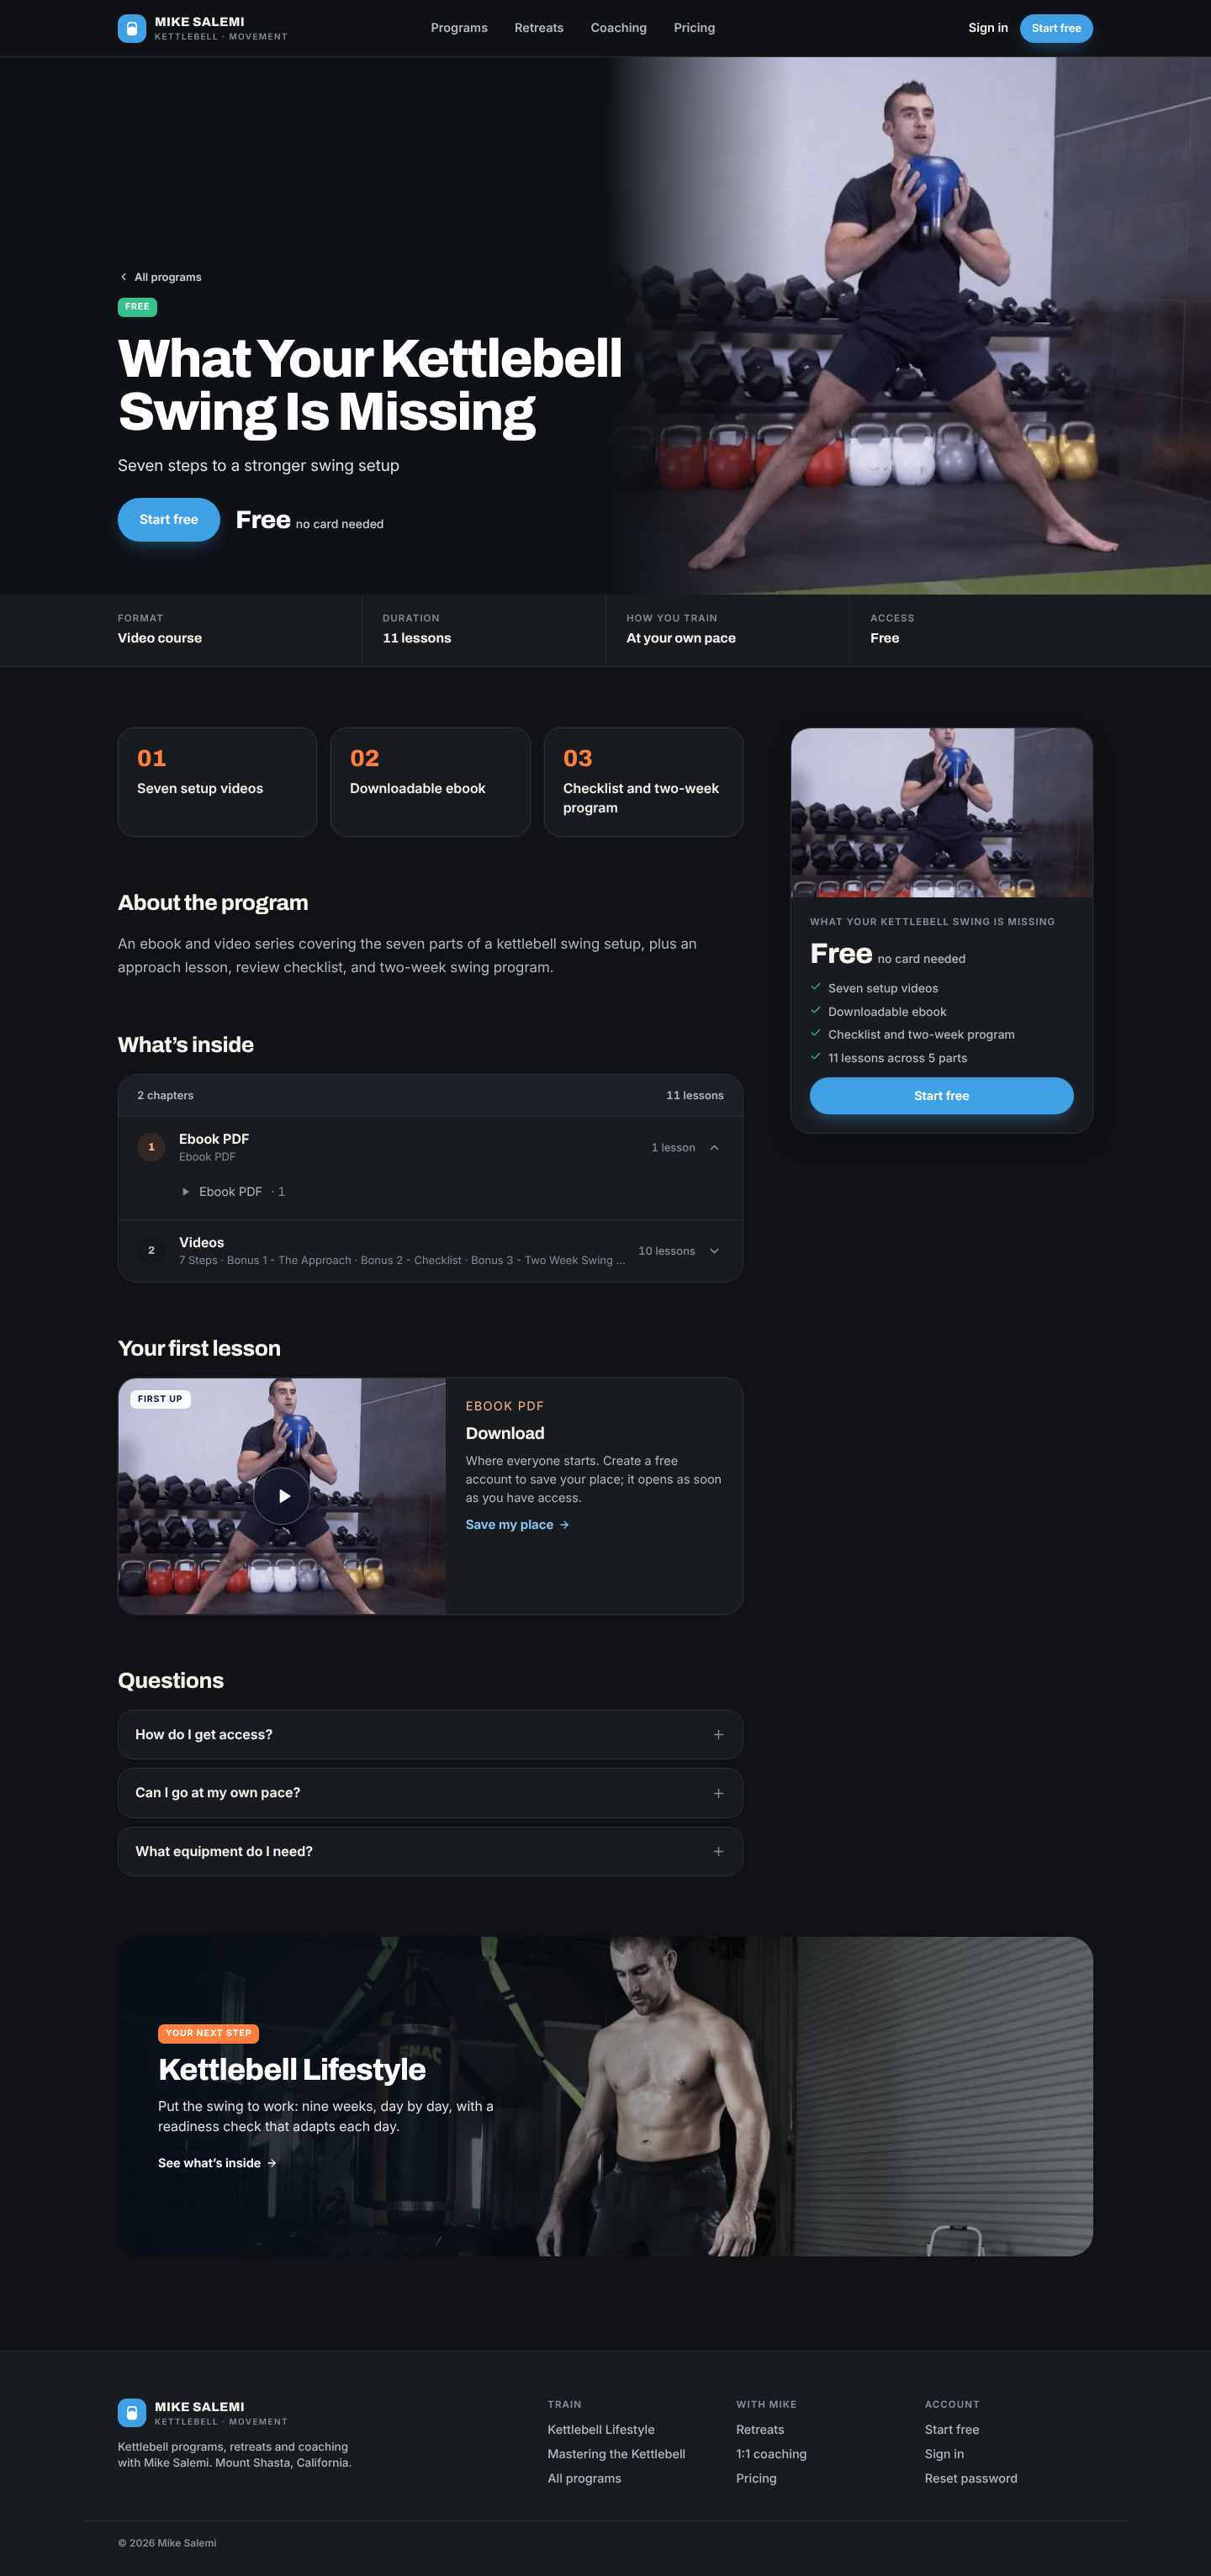 MIKE SALEMI
KETTLEBELL · MOVEMENT
Programs
Retreats
Coaching
Pricing
Sign in
Start free
All programs
FREE
What Your Kettlebell
Swing Is Missing
Seven steps to a stronger swing setup
Start free
Free no card needed
FORMAT
Video course
DURATION
11 lessons
HOW YOU TRAIN
At your own pace
ACCESS
Free
01
Seven setup videos
02
Downloadable ebook
03
Checklist and two-week
program
About the program
An ebook and video series covering the seven parts of a kettlebell swing setup, plus an
approach lesson, review checklist, and two-week swing program.
What’s inside
2 chapters
11 lessons
1
Ebook PDF
Ebook PDF
1 lesson
Ebook PDF · 1
2
Videos
7 Steps · Bonus 1 - The Approach · Bonus 2 - Checklist · Bonus 3 - Two Week Swing ...
10 lessons
WHAT YOUR KETTLEBELL SWING IS MISSING
Free no card needed
Seven setup videos
Downloadable ebook
Checklist and two-week program
11 lessons across 5 parts
Start free
Your first lesson
FIRST UP
EBOOK PDF
Download
Where everyone starts. Create a free
account to save your place; it opens as soon
as you have access.
Save my place →
Questions
How do I get access?
Can I go at my own pace?
What equipment do I need?
YOUR NEXT STEP
Kettlebell Lifestyle
Put the swing to work: nine weeks, day by day, with a
readiness check that adapts each day.
See what’s inside →
MIKE SALEMI
KETTLEBELL · MOVEMENT
Kettlebell programs, retreats and coaching
with Mike Salemi. Mount Shasta, California.
TRAIN
Kettlebell Lifestyle
Mastering the Kettlebell
All programs
WITH MIKE
Retreats
1:1 coaching
Pricing
ACCOUNT
Start free
Sign in
Reset password
© 2026 Mike Salemi